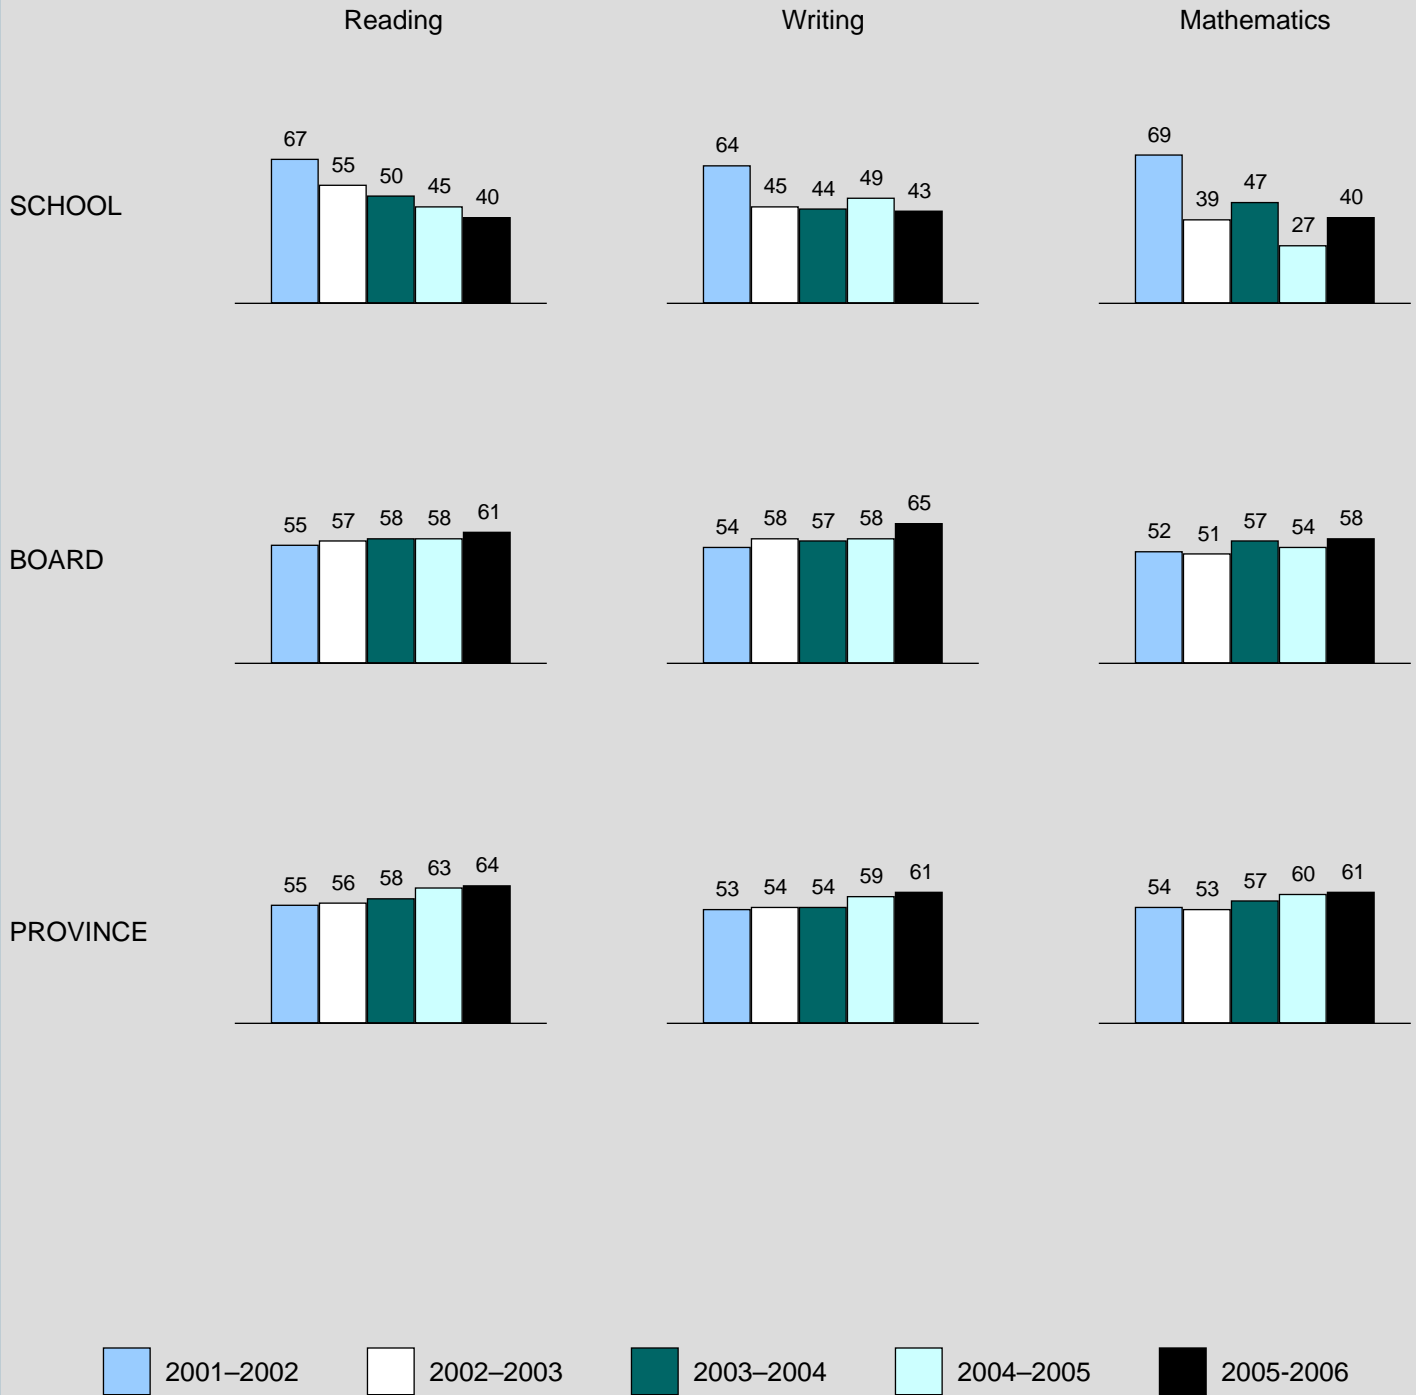 Reading Writing Mathematics
SCHOOL
67 55 50 45 40
64 45 44 49 43
69 39 47 27 40
BOARD
55 57 58 58 61
54 58 57 58 65
52 51 57 54 58
PROVINCE
55 56 58 63 64
53 54 54 59 61
54 53 57 60 61
2001–2002 2002–2003 2003–2004 2004–2005 2005-2006